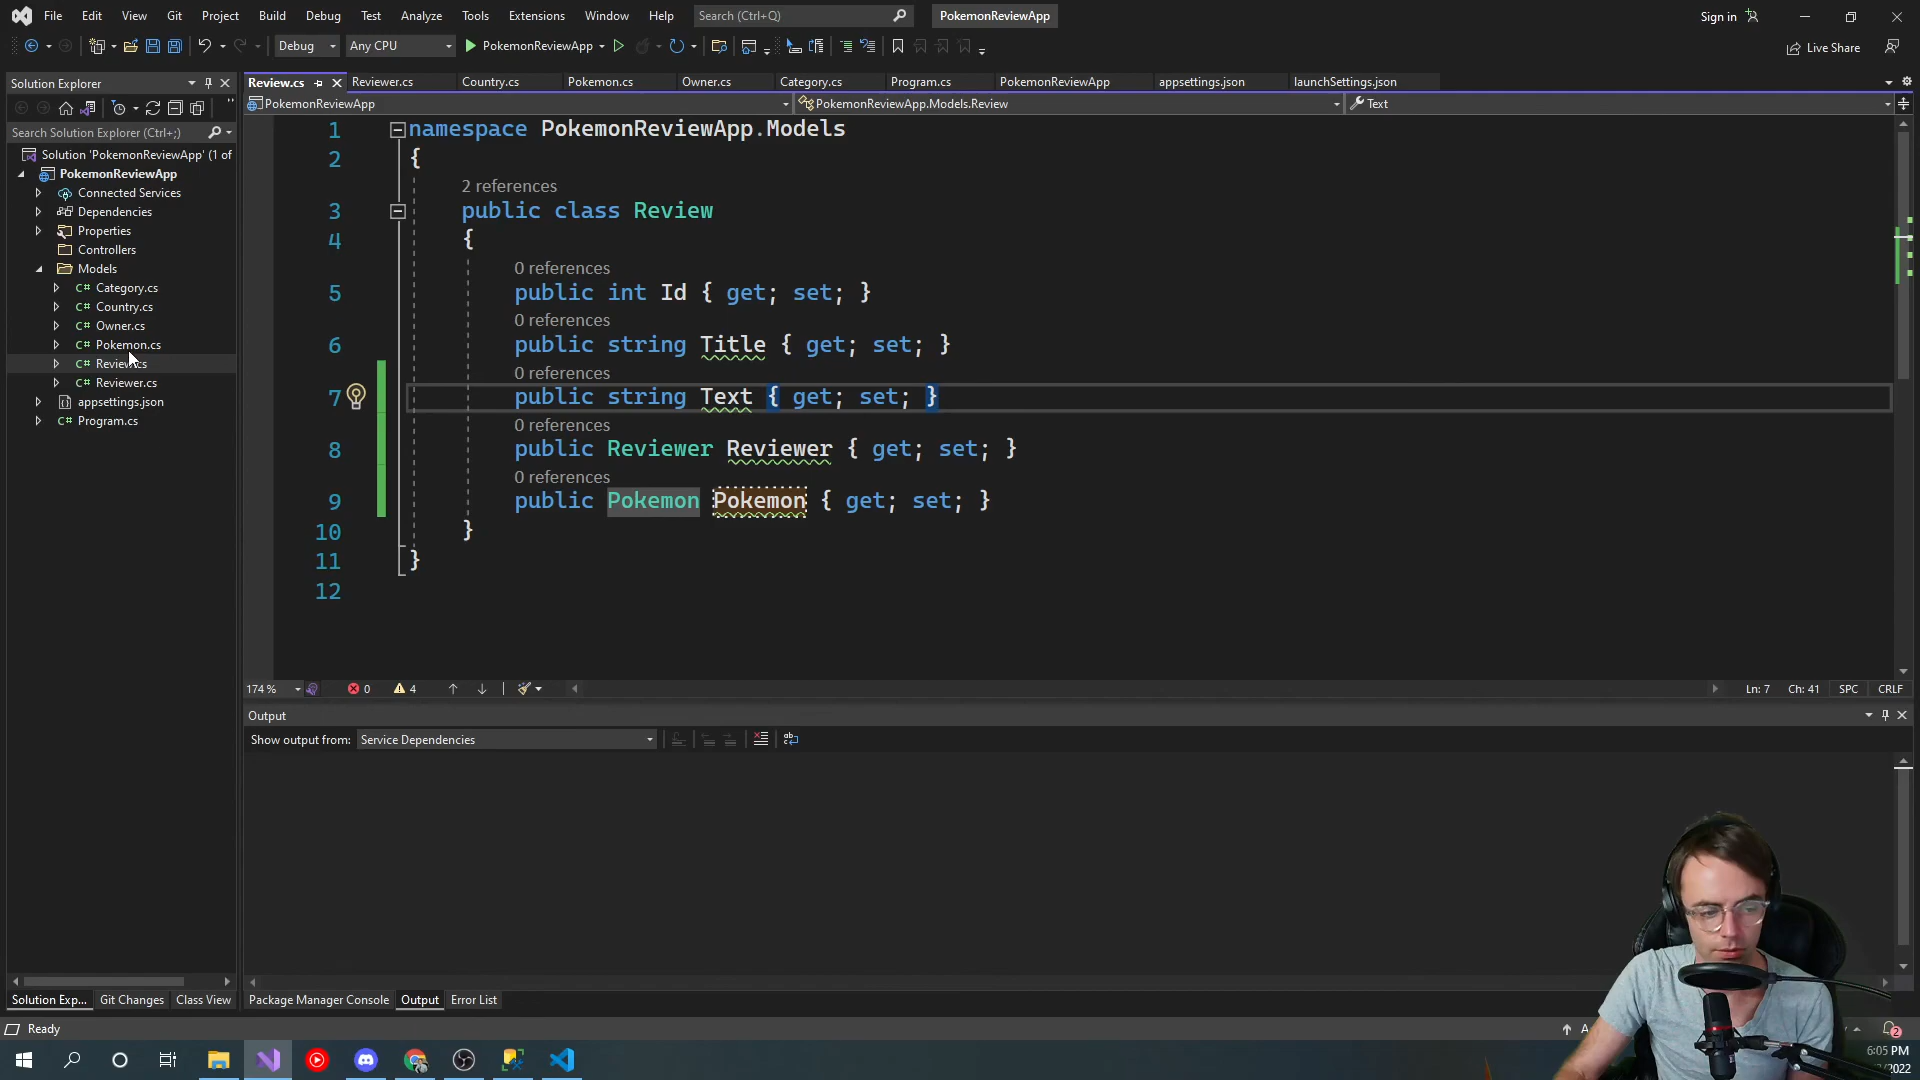 File Edit View Git Project Build Debug Test Analyze Tools Extensions Window Help Search (Ctrl+Q) PokemonReviewApp Sign in
Debug Any CPU PokemonReviewApp Live Share
Solution Explorer
Search Solution Explorer (Ctrl+;)
Solution 'PokemonReviewApp' (1 of
PokemonReviewApp
Connected Services
Dependencies
Properties
Controllers
Models
C# Category.cs
C# Country.cs
C# Owner.cs
C# Pokemon.cs
C# Review.cs
C# Reviewer.cs
appsettings.json
C# Program.cs
Review.cs Reviewer.cs Country.cs Pokemon.cs Owner.cs Category.cs Program.cs PokemonReviewApp appsettings.json launchSettings.json
PokemonReviewApp PokemonReviewApp.Models.Review Text
1 namespace PokemonReviewApp.Models
2 {
2 references
3 public class Review
4 {
0 references
5 public int Id { get; set; }
0 references
6 public string Title { get; set; }
0 references
7 public string Text { get; set; }
0 references
8 public Reviewer Reviewer { get; set; }
0 references
9 public Pokemon Pokemon { get; set; }
10 }
11 }
12
174 % 0 4 Ln: 7 Ch: 41 SPC CRLF
Output
Show output from: Service Dependencies
Solution Exp... Git Changes Class View Package Manager Console Output Error List
Ready
2
6:05 PM